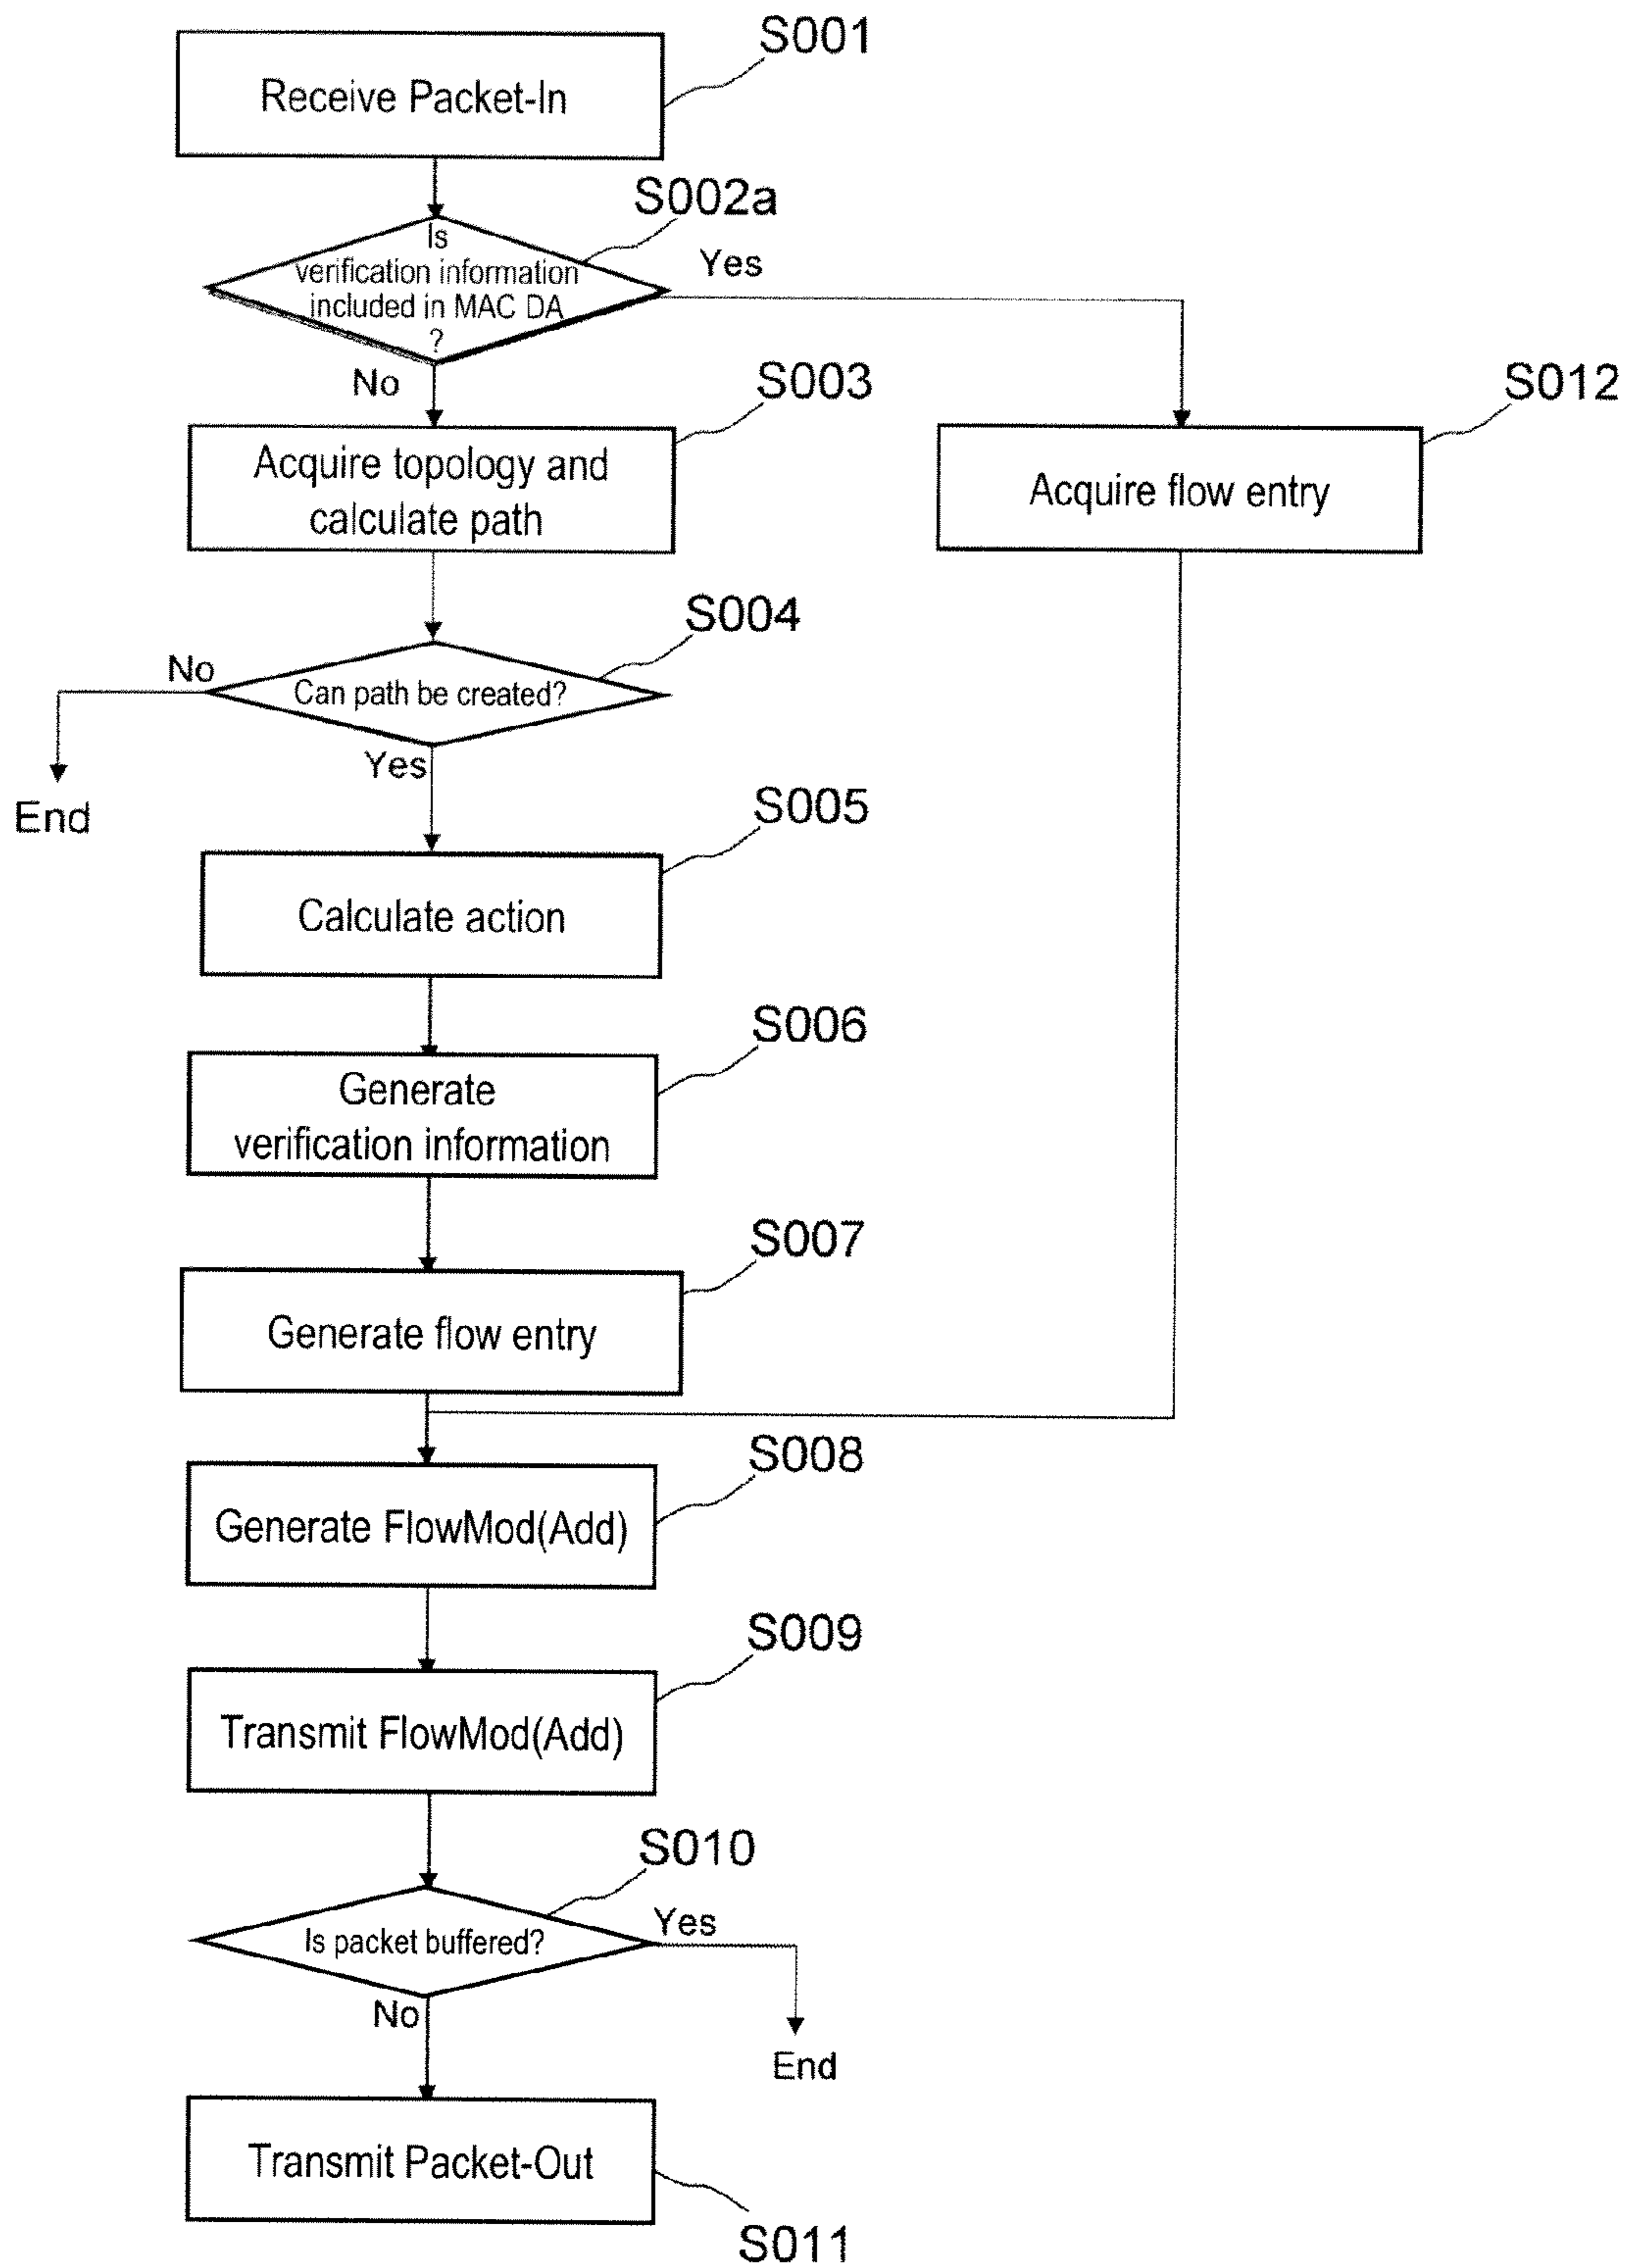 S001
Receive Packet-In
S002a
Is
verification information
included in MAC DA
?
Yes
No
S003
Acquire topology and
calculate path
S012
Acquire flow entry
S004
No
Can path be created?
Yes
End
S005
Calculate action
S006
Generate
verification information
S007
Generate flow entry
S008
Generate FlowMod(Add)
S009
Transmit FlowMod(Add)
S010
Is packet buffered?
Yes
No
End
Transmit Packet-Out
S011